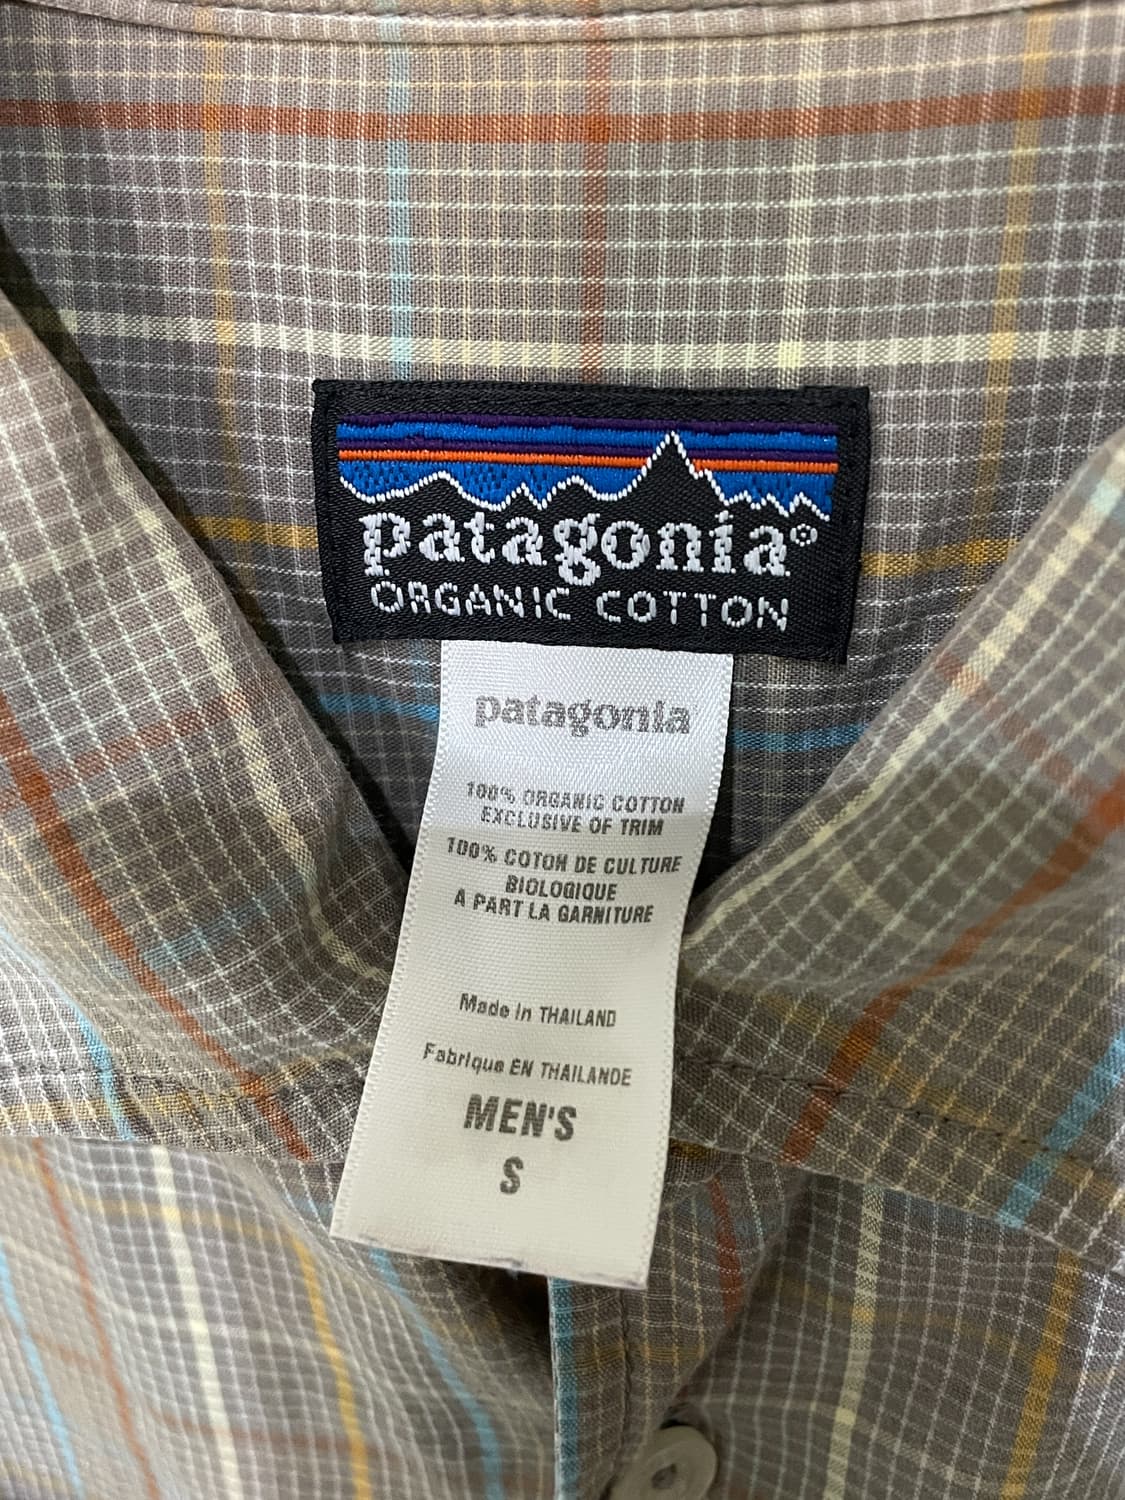 patagonia®
ORGANIC COTTON
patagonia
100% ORGANIC COTTON
EXCLUSIVE OF TRIM
100% COTON DE CULTURE
BIOLOGIQUE
A PART LA GARNITURE
Made in THAILAND
Fabrique EN THAILANDE
MEN'S
S